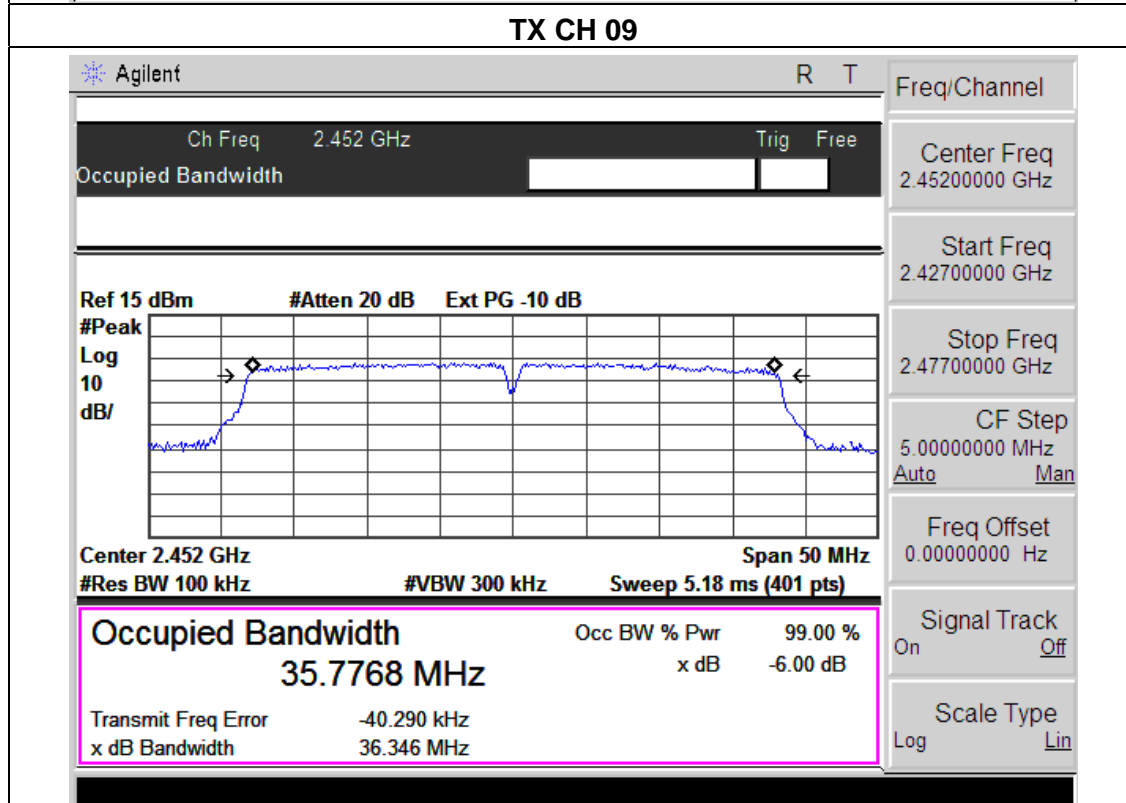 TX CH 09
Agilent R T
Ch Freq 2.452 GHz Trig Free
Occupied Bandwidth
Ref 15 dBm #Atten 20 dB Ext PG -10 dB
#Peak
Log
10
dB/
Center 2.452 GHz Span 50 MHz
#Res BW 100 kHz #VBW 300 kHz Sweep 5.18 ms (401 pts)
Occupied Bandwidth
35.7768 MHz
Occ BW % Pwr 99.00 %
x dB -6.00 dB
Transmit Freq Error -40.290 kHz
x dB Bandwidth 36.346 MHz
Freq/Channel
Center Freq
2.45200000 GHz
Start Freq
2.42700000 GHz
Stop Freq
2.47700000 GHz
CF Step
5.00000000 MHz
Auto Man
Freq Offset
0.00000000 Hz
Signal Track
On Off
Scale Type
Log Lin